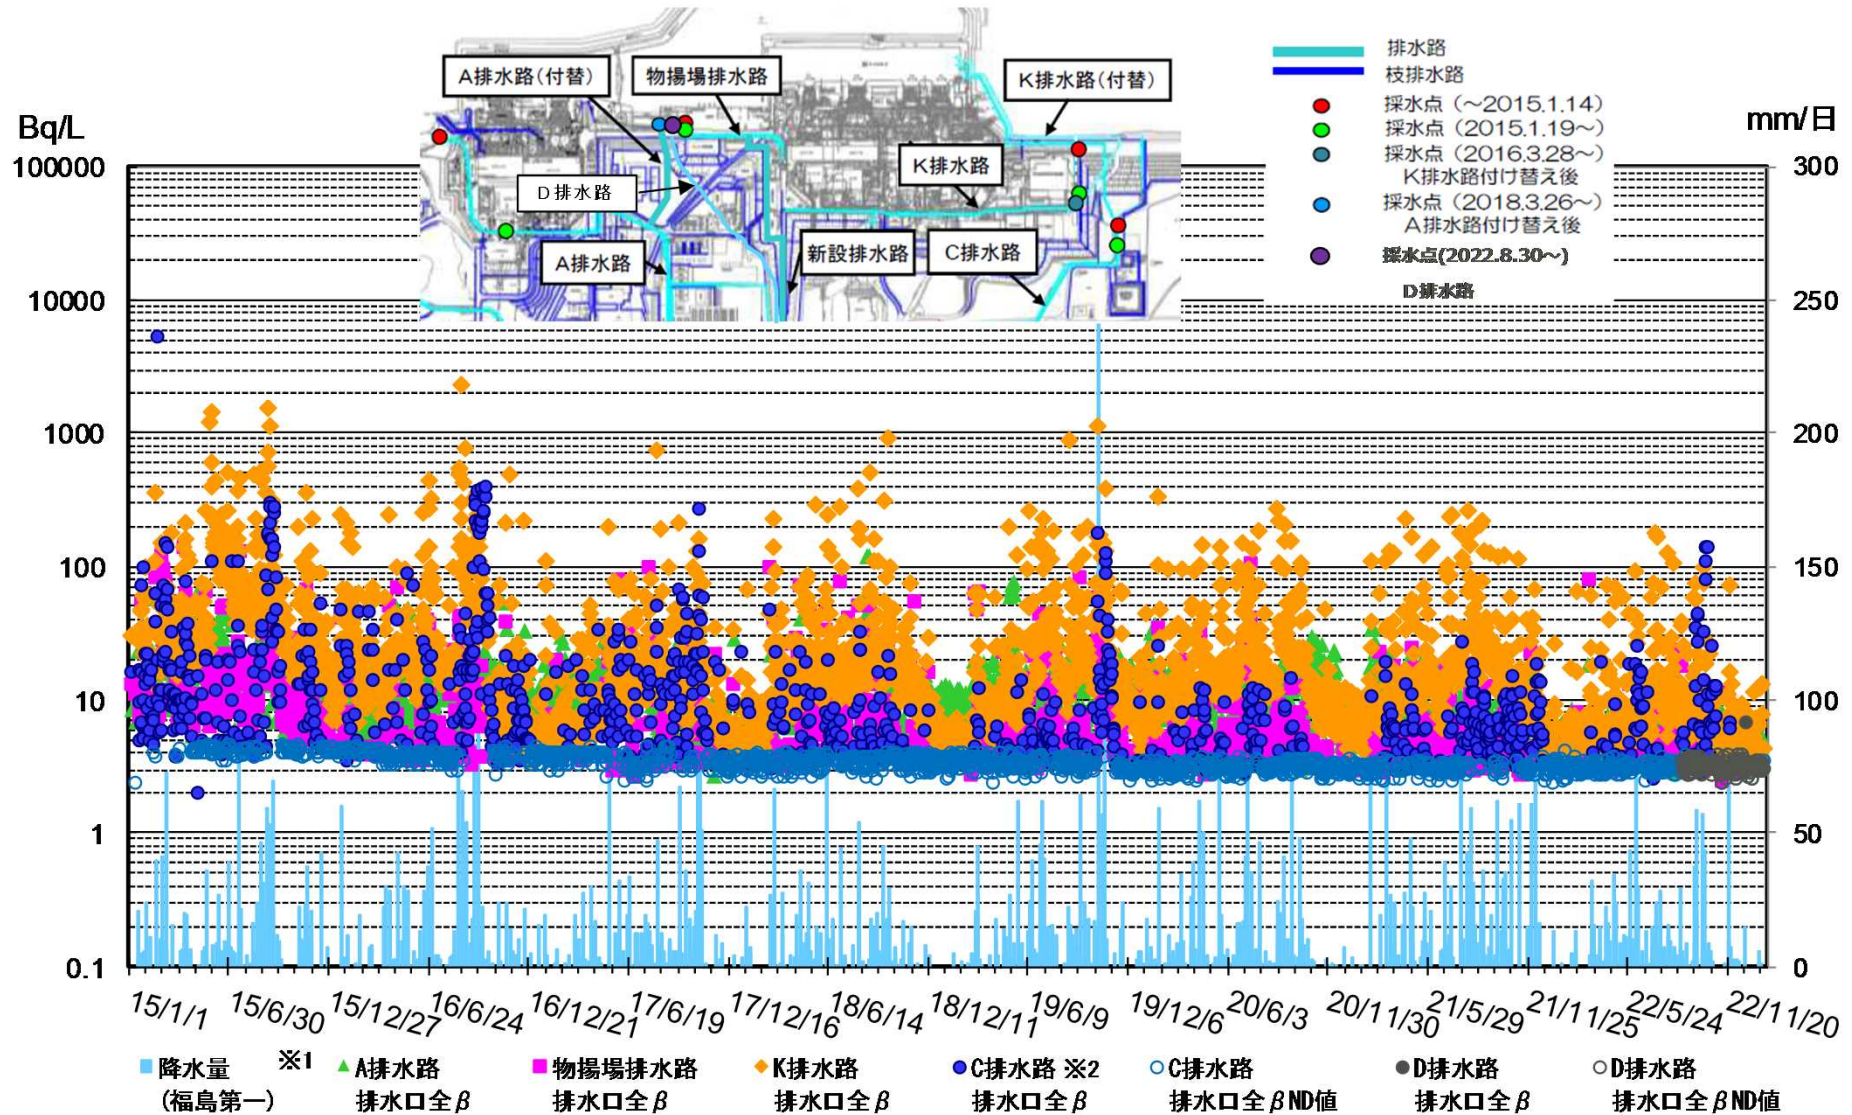 A排水路(付替)
物揚場排水路
K排水路(付替)
D排水路
K排水路
A排水路
新設排水路
C排水路
排水路
枝排水路
採水点（～2015.1.14）
採水点（2015.1.19～）
採水点（2016.3.28～）
K排水路付け替え後
採水点（2018.3.26～）
A排水路付け替え後
採水点(2022.8.30～)
D排水路
Bq/L
mm/日
100000
10000
1000
100
10
1
0.1
300
250
200
150
100
50
0
15/1/1
15/6/30
15/12/27
16/6/24
16/12/21
17/6/19
17/12/16
18/6/14
18/12/11
19/6/9
19/12/6
20/6/3
20/11/30
21/5/29
21/11/25
22/5/24
22/11/20
降水量 ※1
(福島第一)
A排水路
排水口全β
物揚場排水路
排水口全β
K排水路
排水口全β
C排水路 ※2
排水口全β
C排水路
排水口全βND値
D排水路
排水口全β
D排水路
排水口全βND値